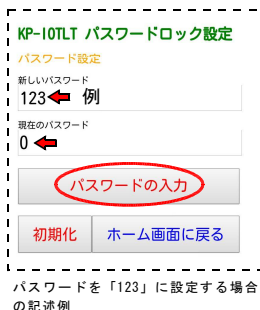 KP-IOTLT パスワードロック設定
パスワード設定
新しいパスワード
123 例
現在のパスワード
0
パスワードの入力
初期化 ホーム画面に戻る
パスワードを「123」に設定する場合
の記述例